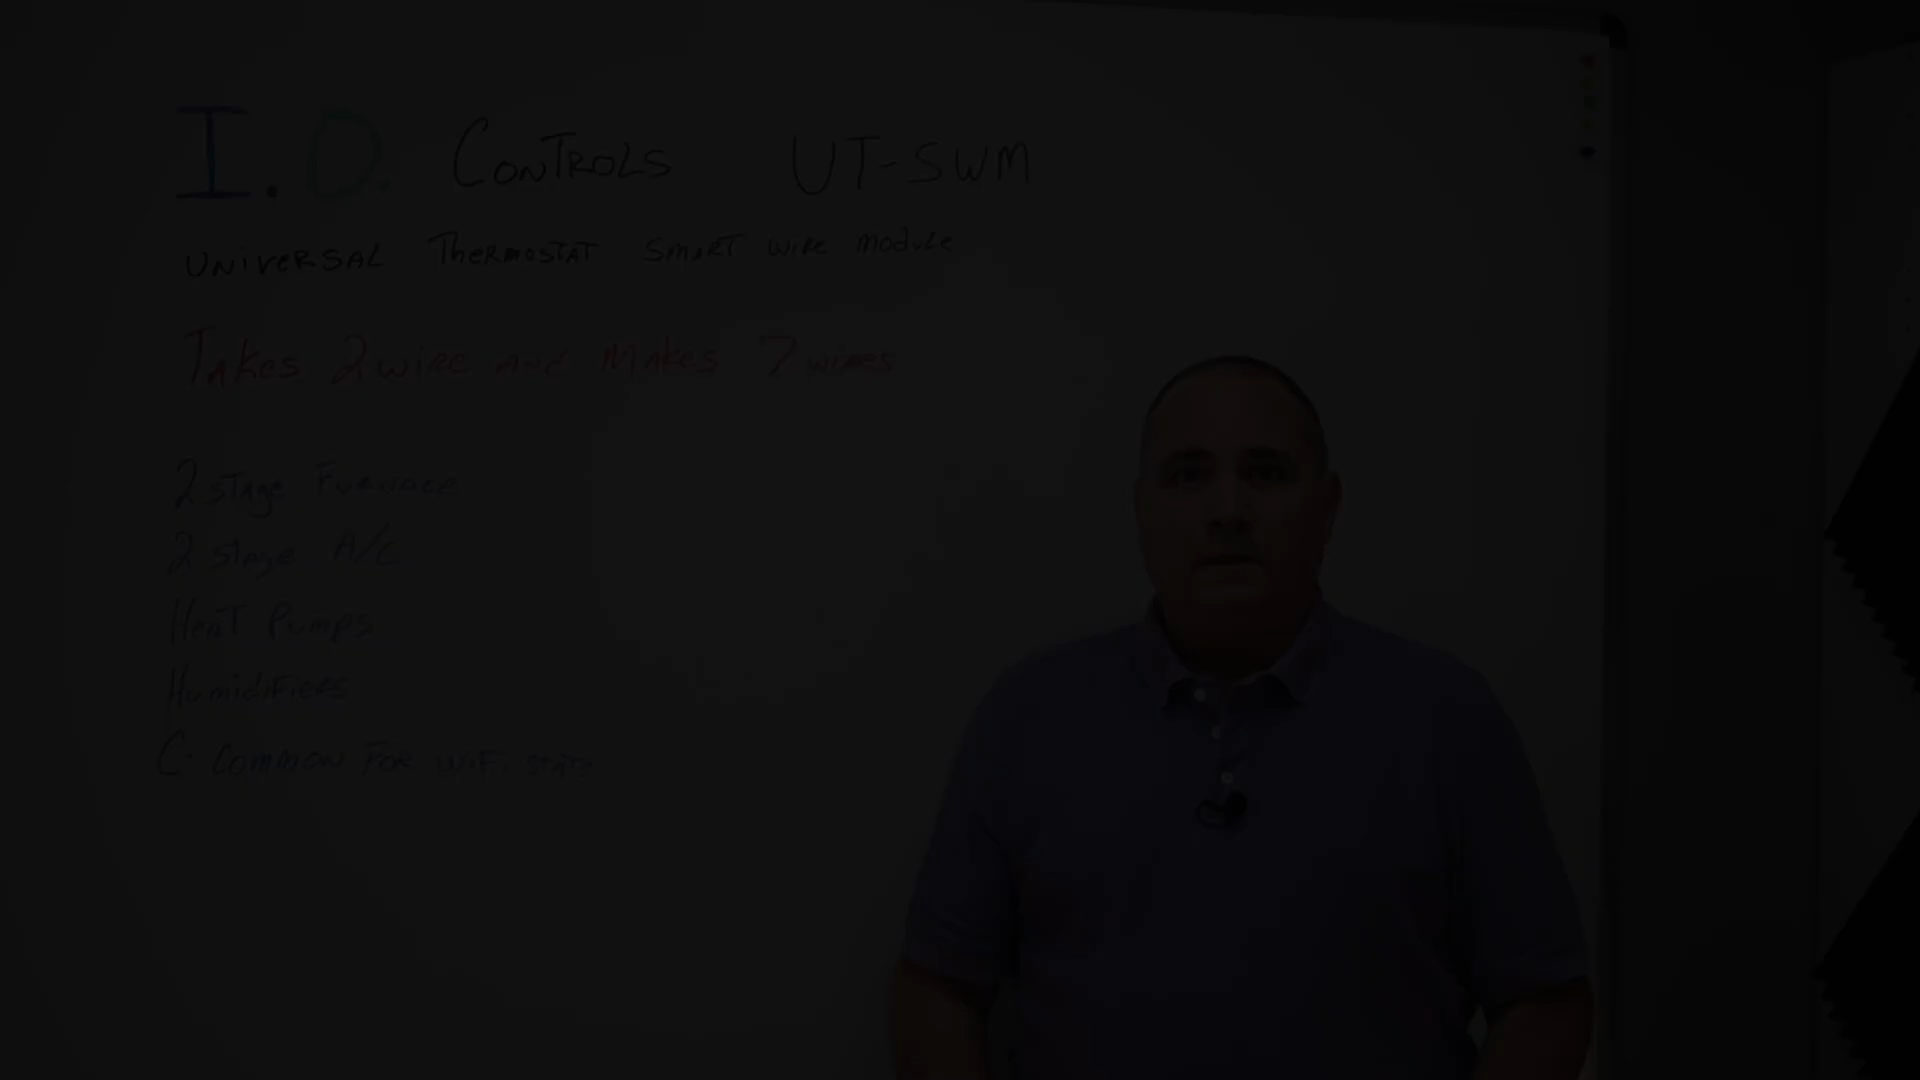 I.D. CONTROLS UT-SWM
UNIVERSAL THERMOSTAT SMART WIRE MODULE
TAKES 2 WIRE AND MAKES 7 WIRES
2 STAGE FURNACE
2 STAGE A/C
HEAT PUMPS
HUMIDIFIERS
C- COMMON FOR WIFI STATS